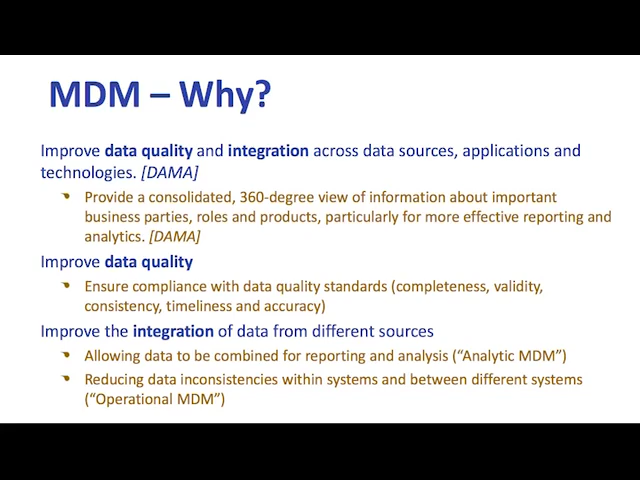 MDM – Why?
Improve data quality and integration across data sources, applications and
technologies. [DAMA]
Provide a consolidated, 360-degree view of information about important
business parties, roles and products, particularly for more effective reporting and
analytics. [DAMA]
Improve data quality
Ensure compliance with data quality standards (completeness, validity,
consistency, timeliness and accuracy)
Improve the integration of data from different sources
Allowing data to be combined for reporting and analysis (“Analytic MDM”)
Reducing data inconsistencies within systems and between different systems
(“Operational MDM”)